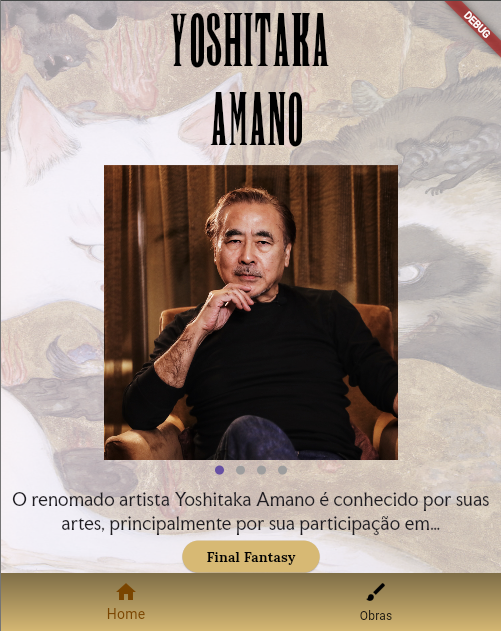 YOSHITAKA
AMANO
DEBUG
O renomado artista Yoshitaka Amano é conhecido por suas
artes, principalmente por sua participação em...
Final Fantasy
Home
Obras